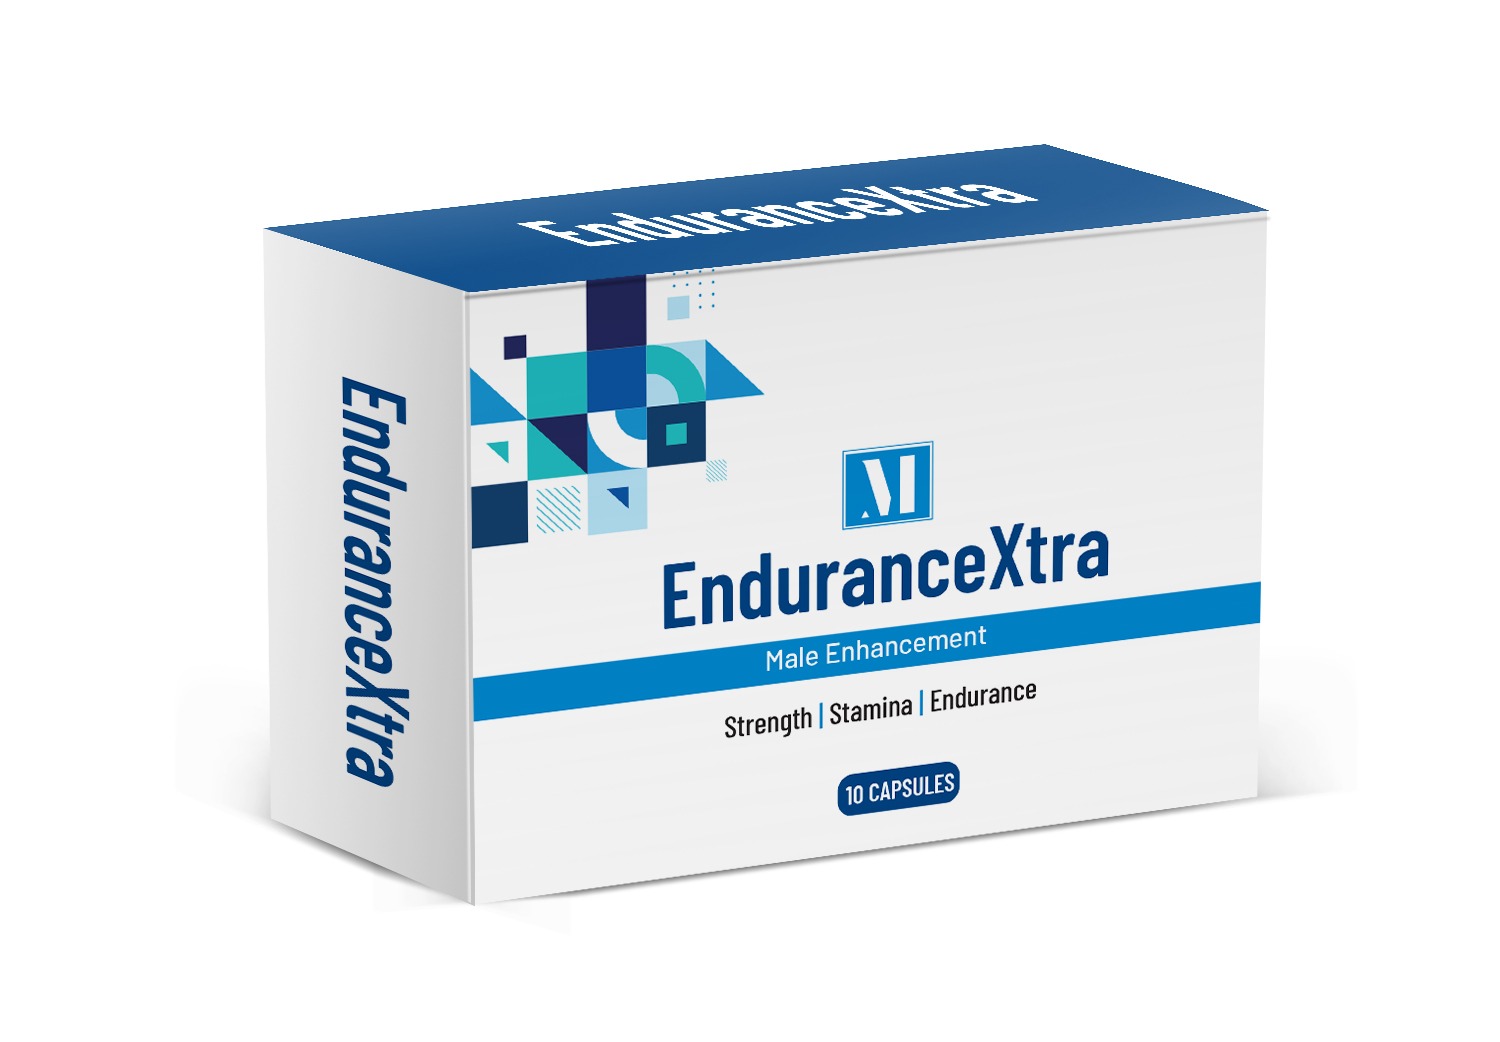 EnduranceXtra
EnduranceXtra
M
EnduranceXtra
Male Enhancement
Strength | Stamina | Endurance
10 CAPSULES